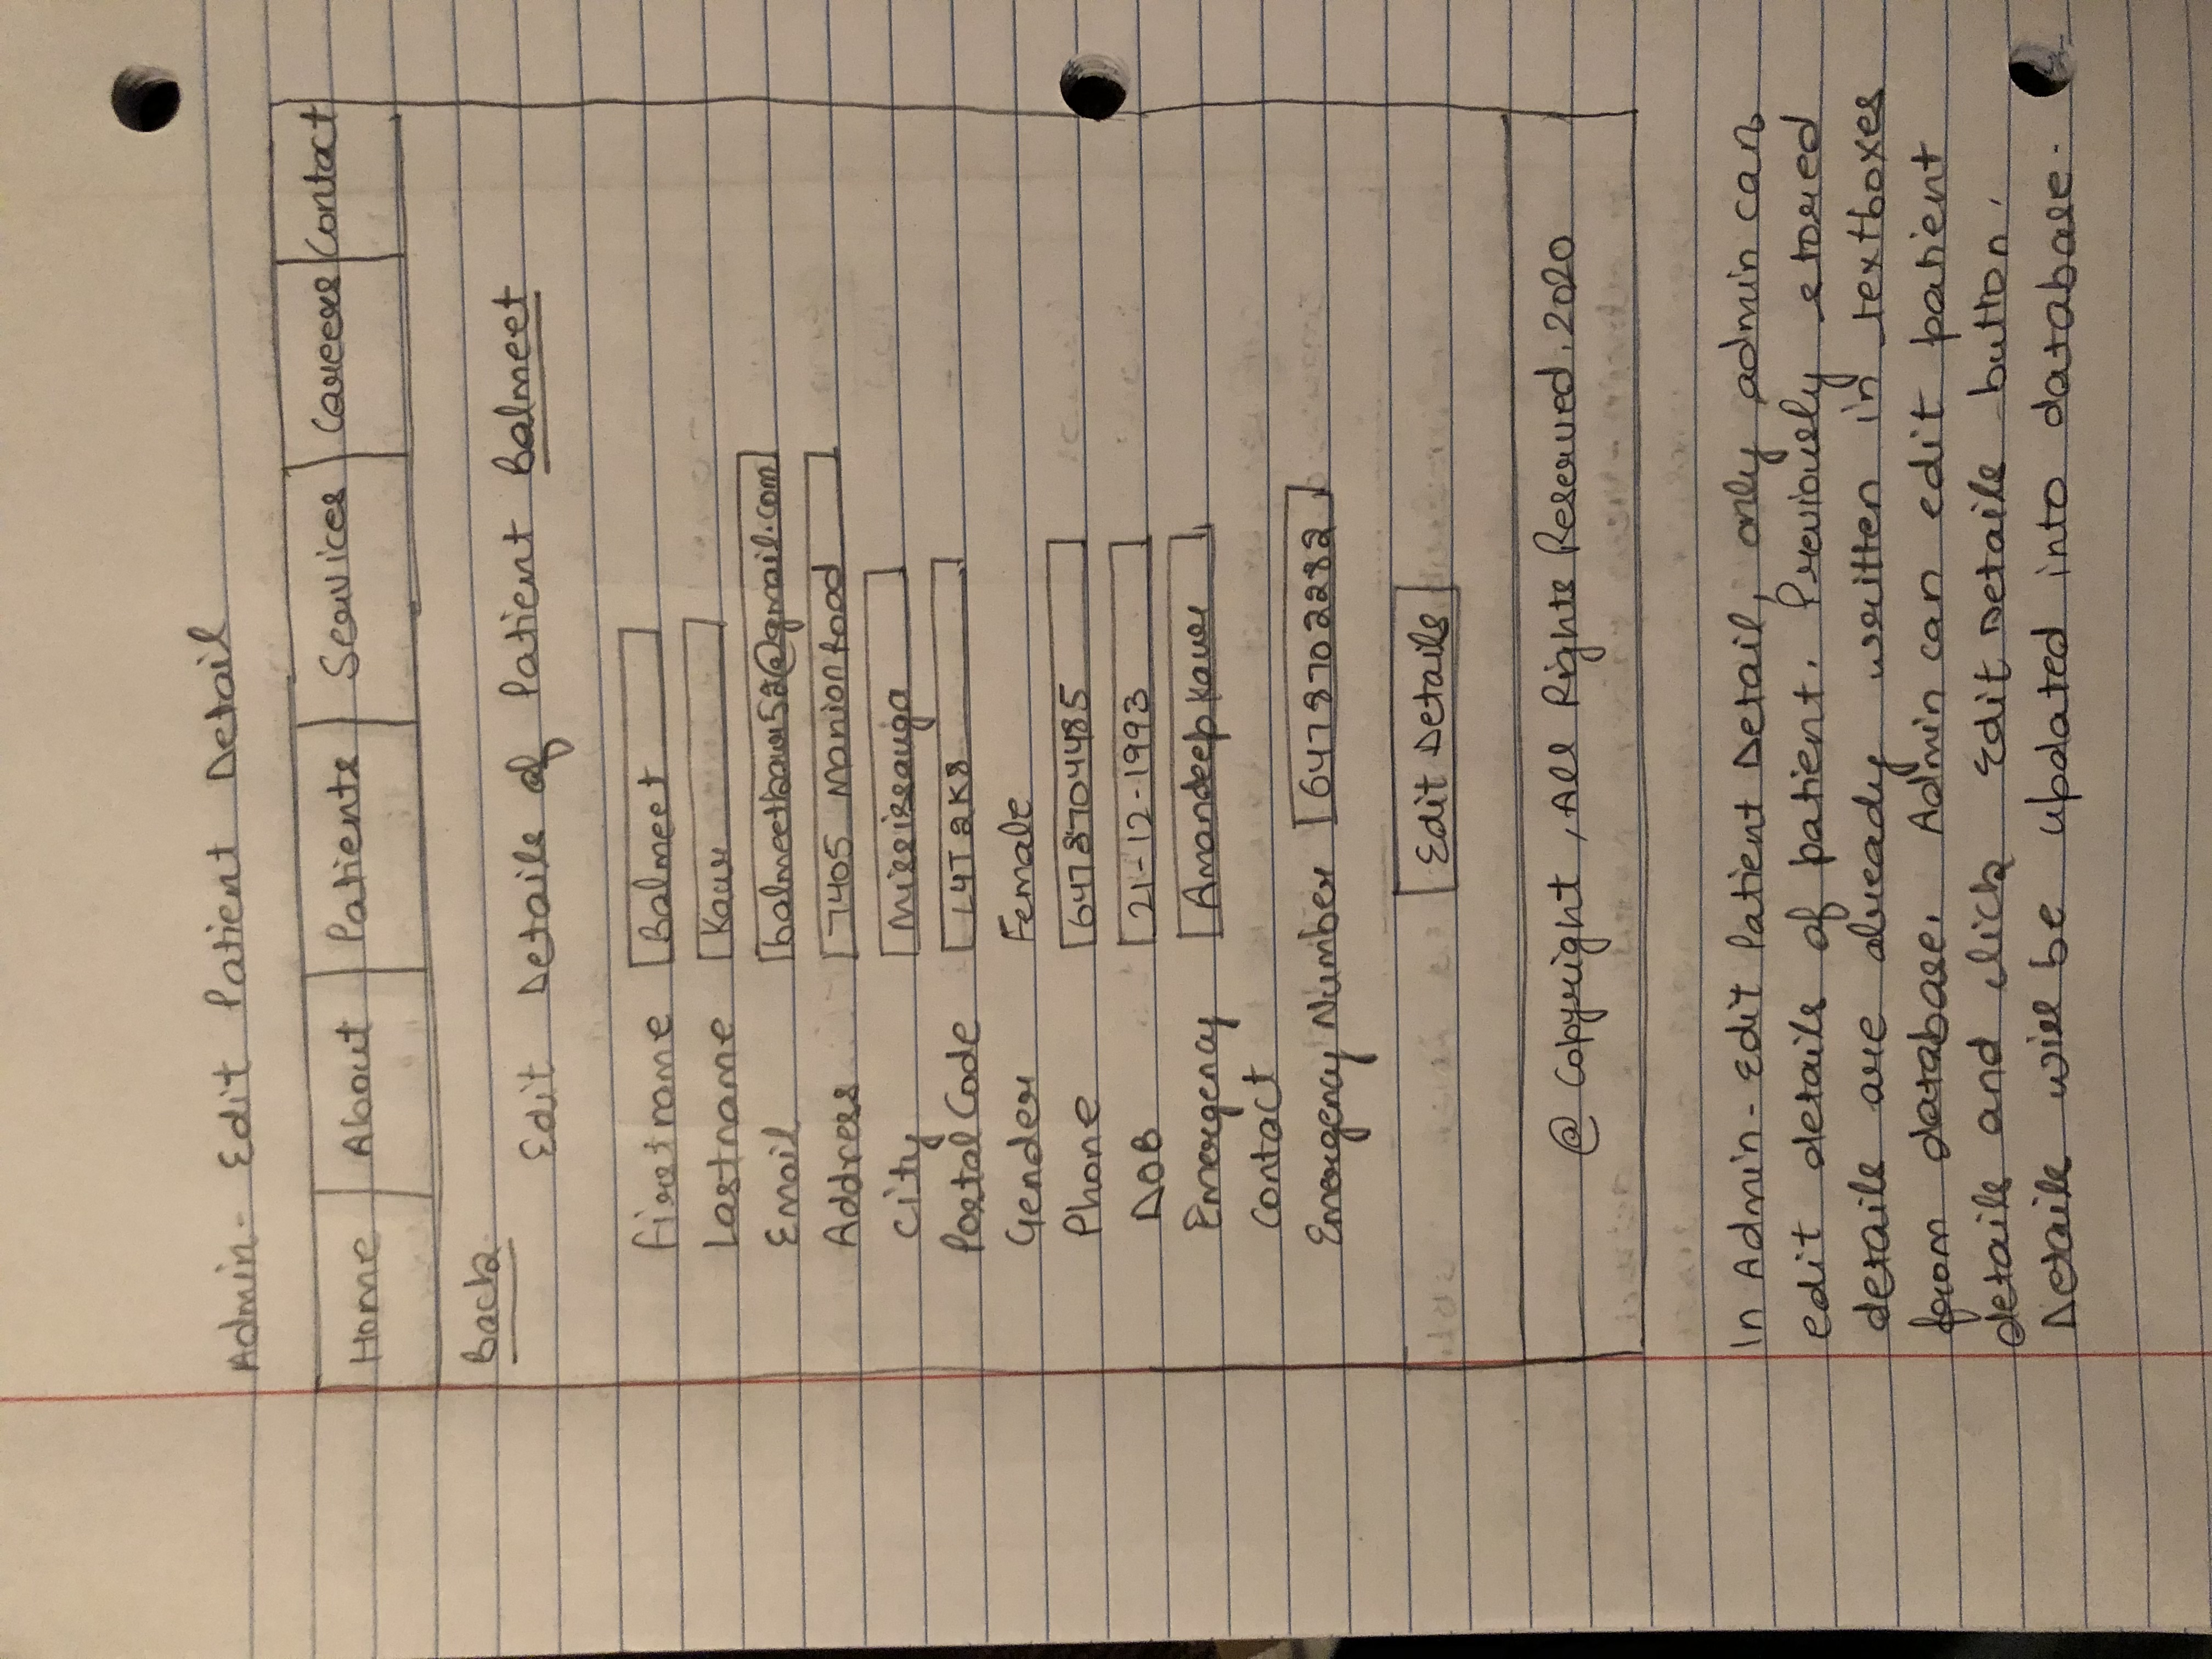 Admin- Edit Patient Detail
Home About Patients Services Careers Contact
Back
Edit Details of Patient Balmeet
Firstname Balmeet
Lastname Kaur
Email balmeetkaur52@gmail.com
Address 7405 Manion Road
City Mississauga
Postal Code L4T2K8
Gender Female
Phone 6478704485
DOB 21-12-1993
Emergency Amandeep Kaur
Contact
Emergency Number 6478702282
Edit Details
@ Copyright, All Rights Reserved. 2020
In Admin- Edit Patient Detail, only admin can
edit details of patient. Previously stored
details are already written in textboxes
from database. Admin can edit patient
details and click Edit Details button.
Details will be updated into database.